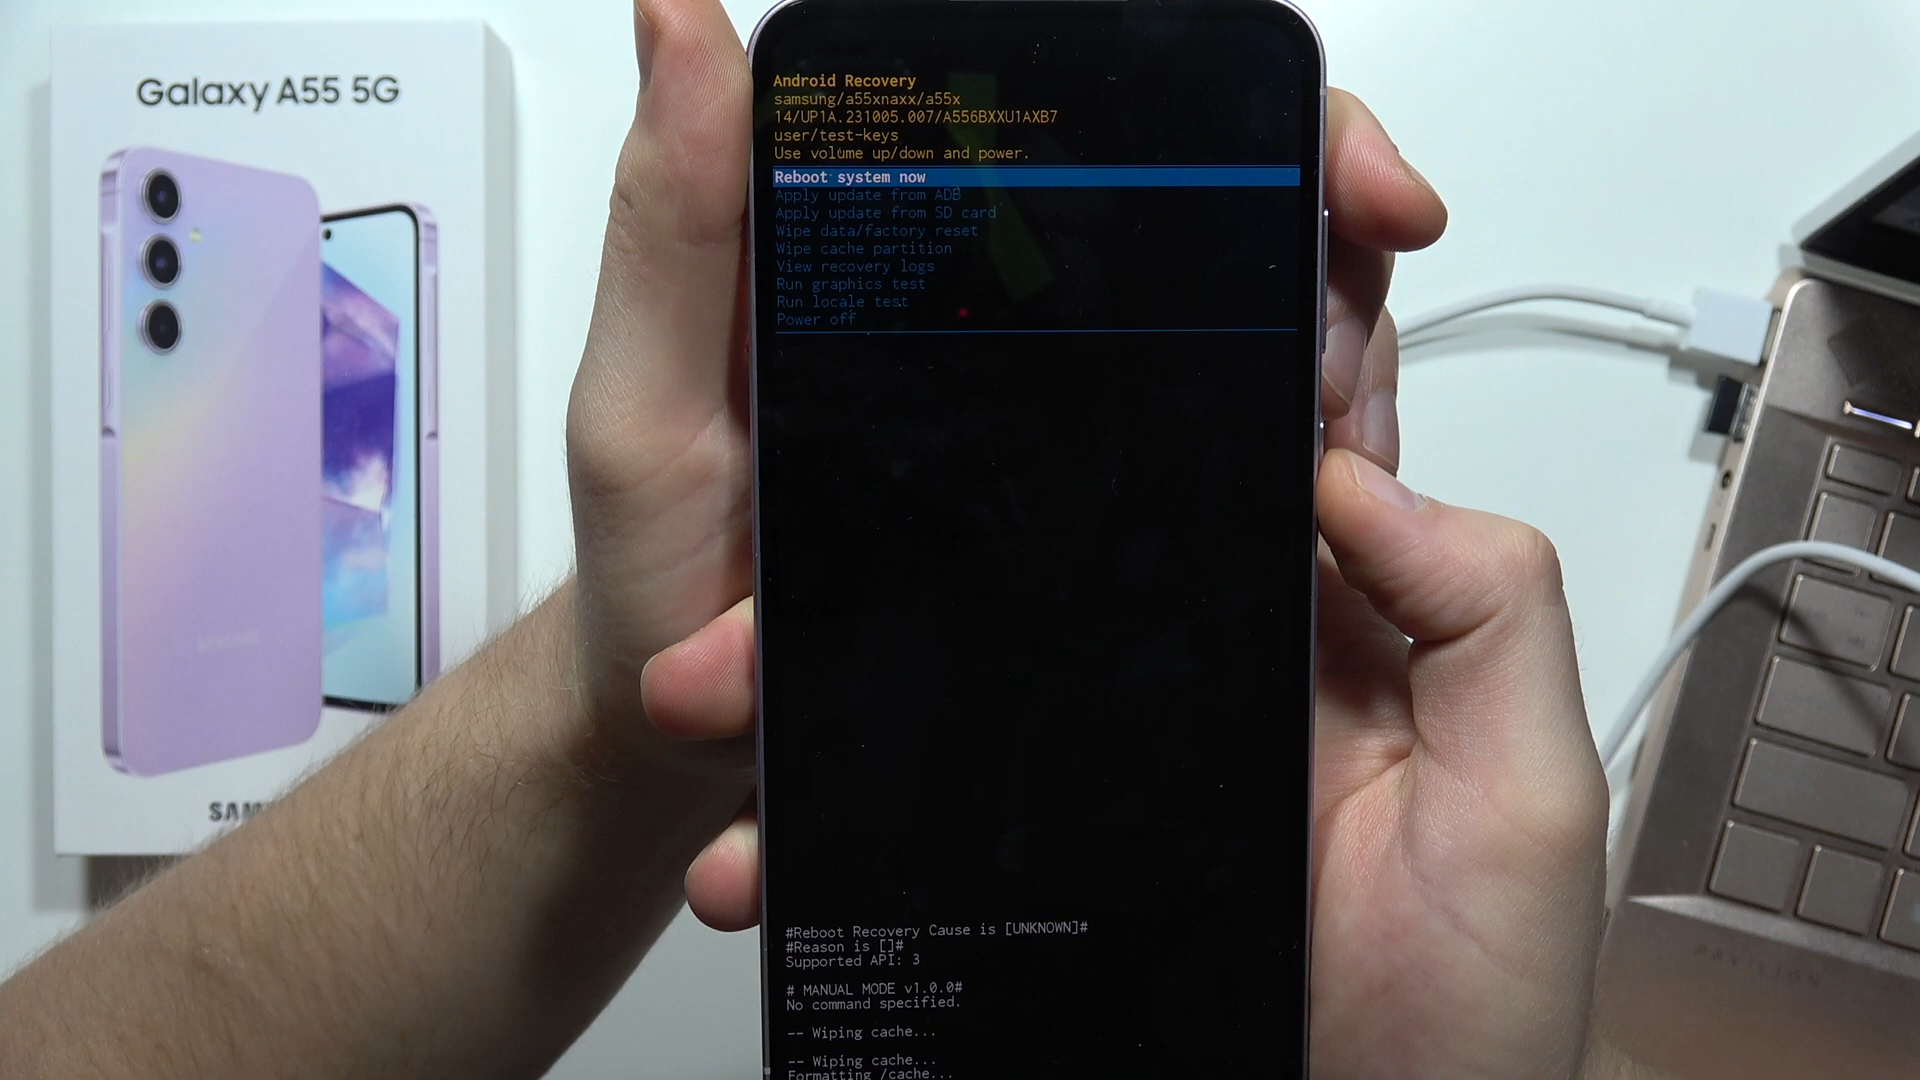 Galaxy A55 5G
SAM
Android Recovery
samsung/a55xnaxx/a55x
14/UP1A.231005.007/A556BXXU1AXB7
user/test-keys
Use volume up/down and power.
Reboot system now
Apply update from ADB
Apply update from SD card
Wipe data/factory reset
Wipe cache partition
View recovery logs
Run graphics test
Run locale test
Power off
#Reboot Recovery Cause is [UNKNOWN]#
#Reason is []#
Supported API: 3
# MANUAL MODE v1.0.0#
No command specified.
-- Wiping cache...
-- Wiping cache...
Formatting /cache...
PAVILION